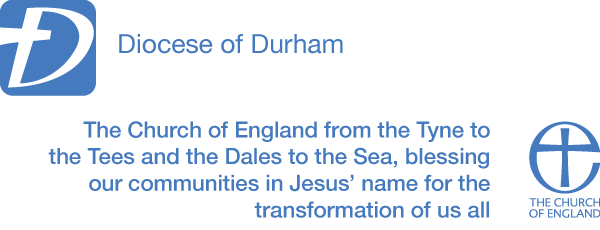 Diocese of Durham
The Church of England from the Tyne to
the Tees and the Dales to the Sea, blessing
our communities in Jesus’ name for the
transformation of us all
THE CHURCH
OF ENGLAND